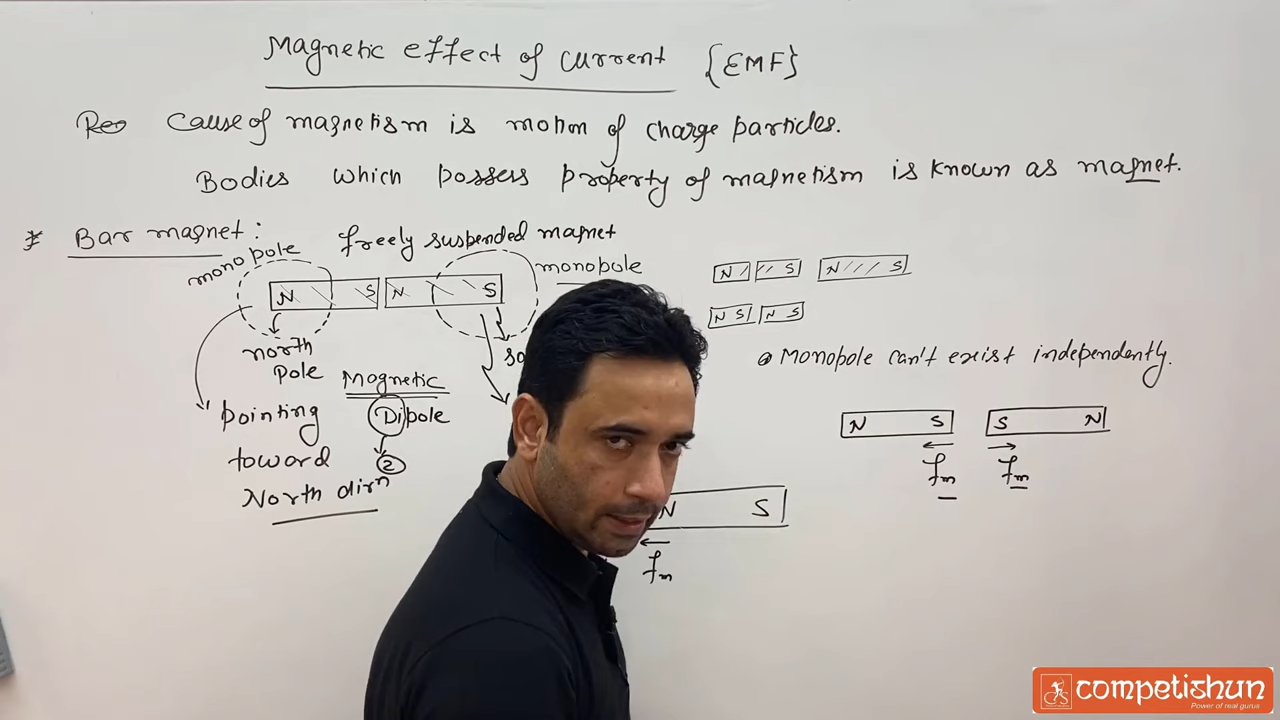 Magnetic effect of current {EMF}
Reo Cause of magnetism is motion of charge particles.
Bodies which possess property of magnetism is known as magnet.
* Bar magnet: freely suspended magnet
monopole monopole
N S N S
north pole
Magnetic Dipole
2
pointing toward North dirn
N S N S
N S N S
Monopole can't exist independently.
N S S N
fm fm
N S
fm
competishun
Power of real gurus